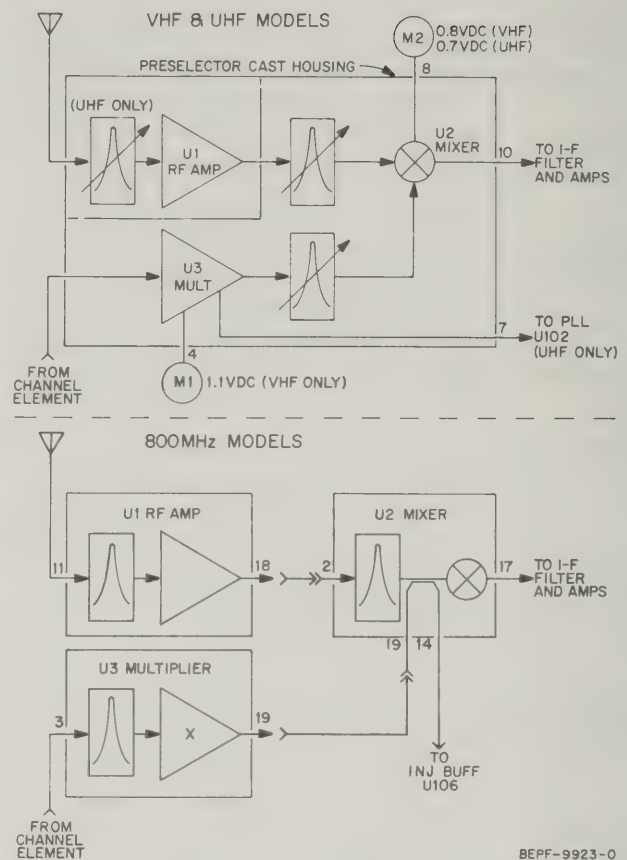 VHF & UHF MODELS
M2
0.8VDC (VHF)
0.7VDC (UHF)
PRESELECTOR CAST HOUSING
8
(UHF ONLY)
U1
RF AMP
U2
MIXER
10
TO I-F
FILTER
AND AMPS
U3
MULT
7
TO PLL
U102
(UHF ONLY)
4
FROM
CHANNEL
ELEMENT
M1
1.1VDC (VHF ONLY)
800MHz MODELS
U1 RF AMP
U2 MIXER
11
18
2
17
TO I-F
FILTER
AND AMPS
19
14
U3 MULTIPLIER
3
X
19
TO
INJ BUFF
U106
FROM
CHANNEL
ELEMENT
BEPF-9923-O